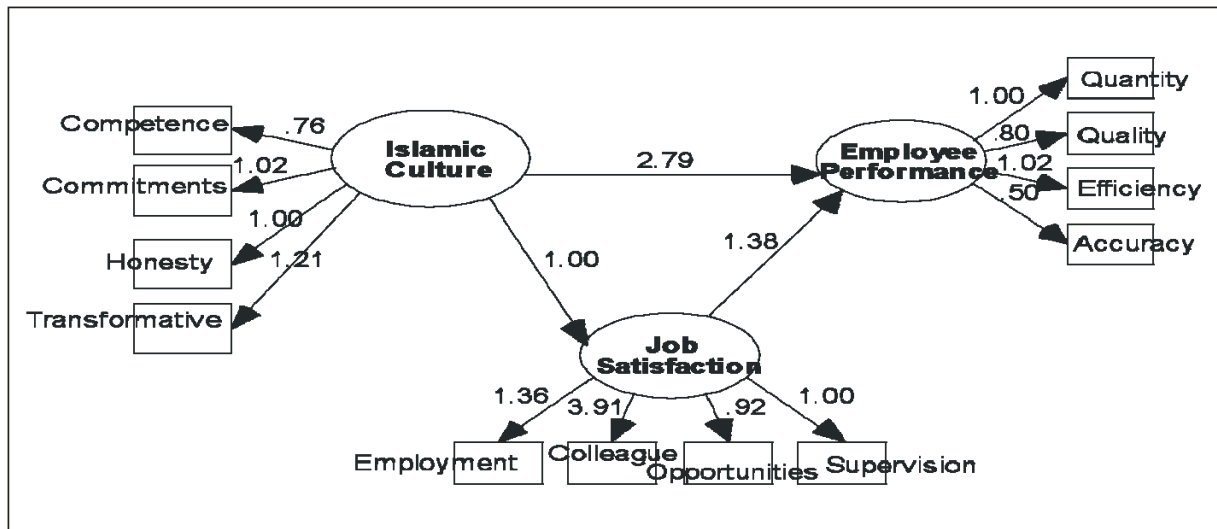 Competence
.76
Commitments
1.02
1.00
Honesty
1.21
Transformative
Islamic
Culture
2.79
1.00
1.38
Employee
Performance
1.00
Quantity
.80
Quality
1.02
Efficiency
.50
Accuracy
Job
Satisfaction
1.36
3.91
.92
1.00
Employment
Colleague
Opportunities
Supervision